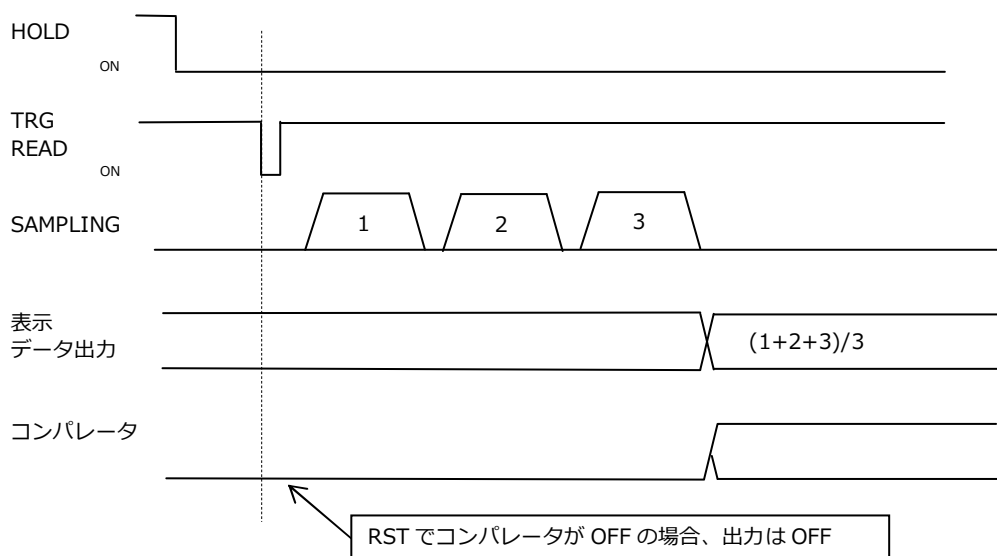 HOLD
ON
TRG
READ
ON
SAMPLING
1
2
3
表示
データ出力
(1+2+3)/3
コンパレータ
RST でコンパレータが OFF の場合、出力は OFF